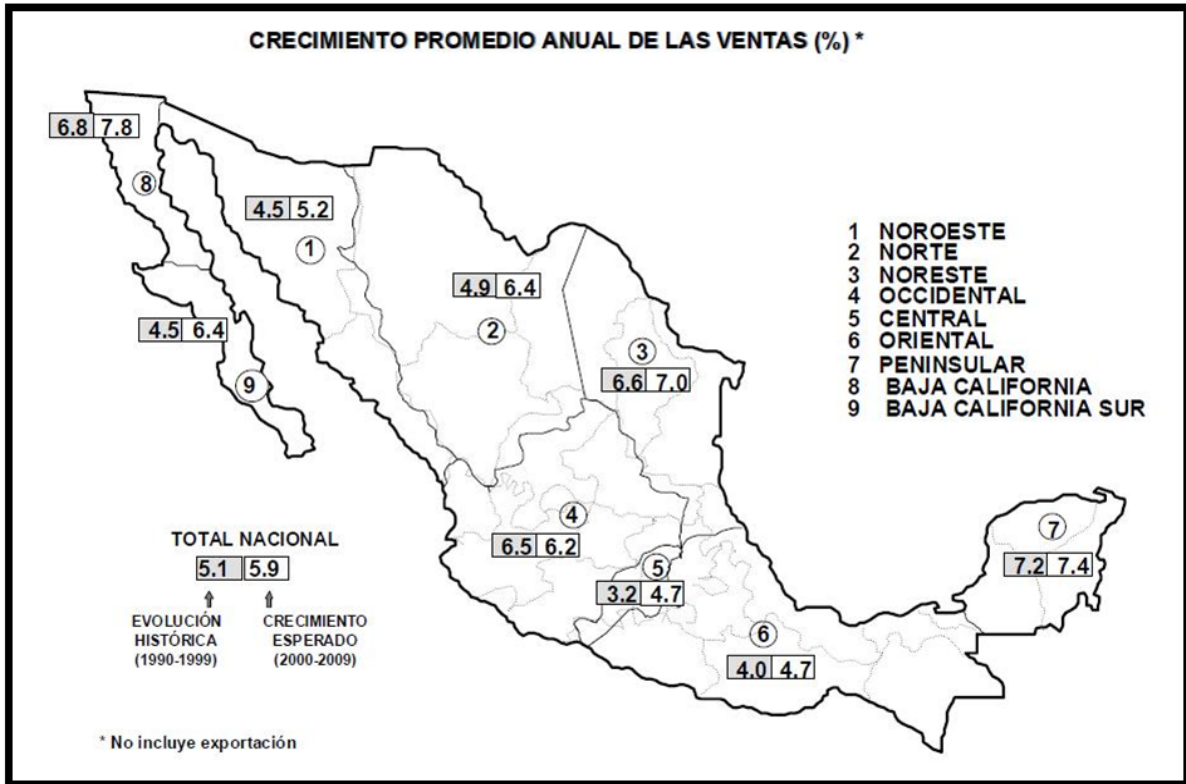 CRECIMIENTO PROMEDIO ANUAL DE LAS VENTAS (%) *
6.8 7.8
8
4.5 5.2
1
4.9 6.4
2
4.5 6.4
9
3
6.6 7.0
1 NOROESTE
2 NORTE
3 NORESTE
4 OCCIDENTAL
5 CENTRAL
6 ORIENTAL
7 PENINSULAR
8 BAJA CALIFORNIA
9 BAJA CALIFORNIA SUR
4
6.5 6.2
5
3.2 4.7
6
4.0 4.7
7
7.2 7.4
TOTAL NACIONAL
5.1 5.9
EVOLUCIÓN
HISTÓRICA
(1990-1999)
CRECIMIENTO
ESPERADO
(2000-2009)
* No incluye exportación